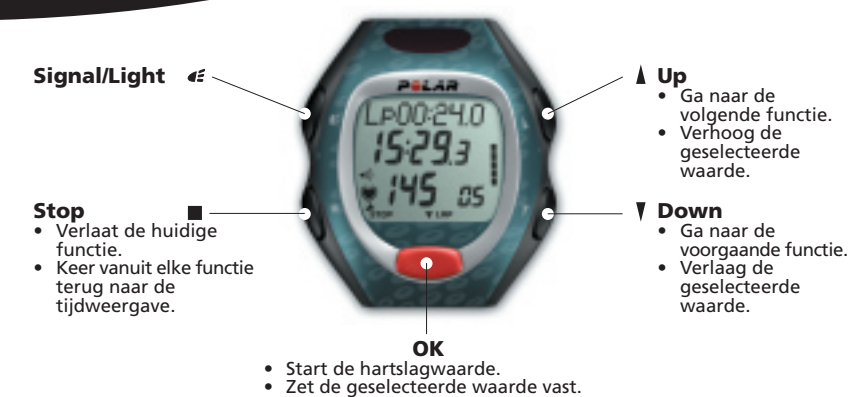 Signal/Light
Stop
• Verlaat de huidige
functie.
• Keer vanuit elke functie
terug naar de
tijdweergave.
POLAR
LP00:24.0
15:29.3
145 05
STOP LAP
Up
• Ga naar de
volgende functie.
• Verhoog de
geselecteerde
waarde.
Down
• Ga naar de
voorgaande functie.
• Verlaag de
geselecteerde
waarde.
OK
• Start de hartslagwaarde.
• Zet de geselecteerde waarde vast.